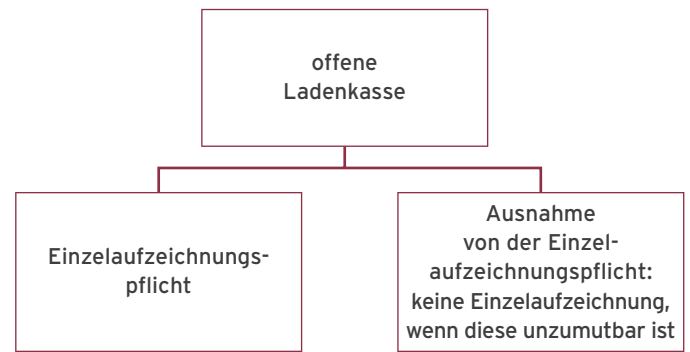 offene
Ladenkasse
Einzelaufzeichnungs-
pflicht
Ausnahme
von der Einzel-
aufzeichnungspflicht:
keine Einzelaufzeichnung,
wenn diese unzumutbar ist